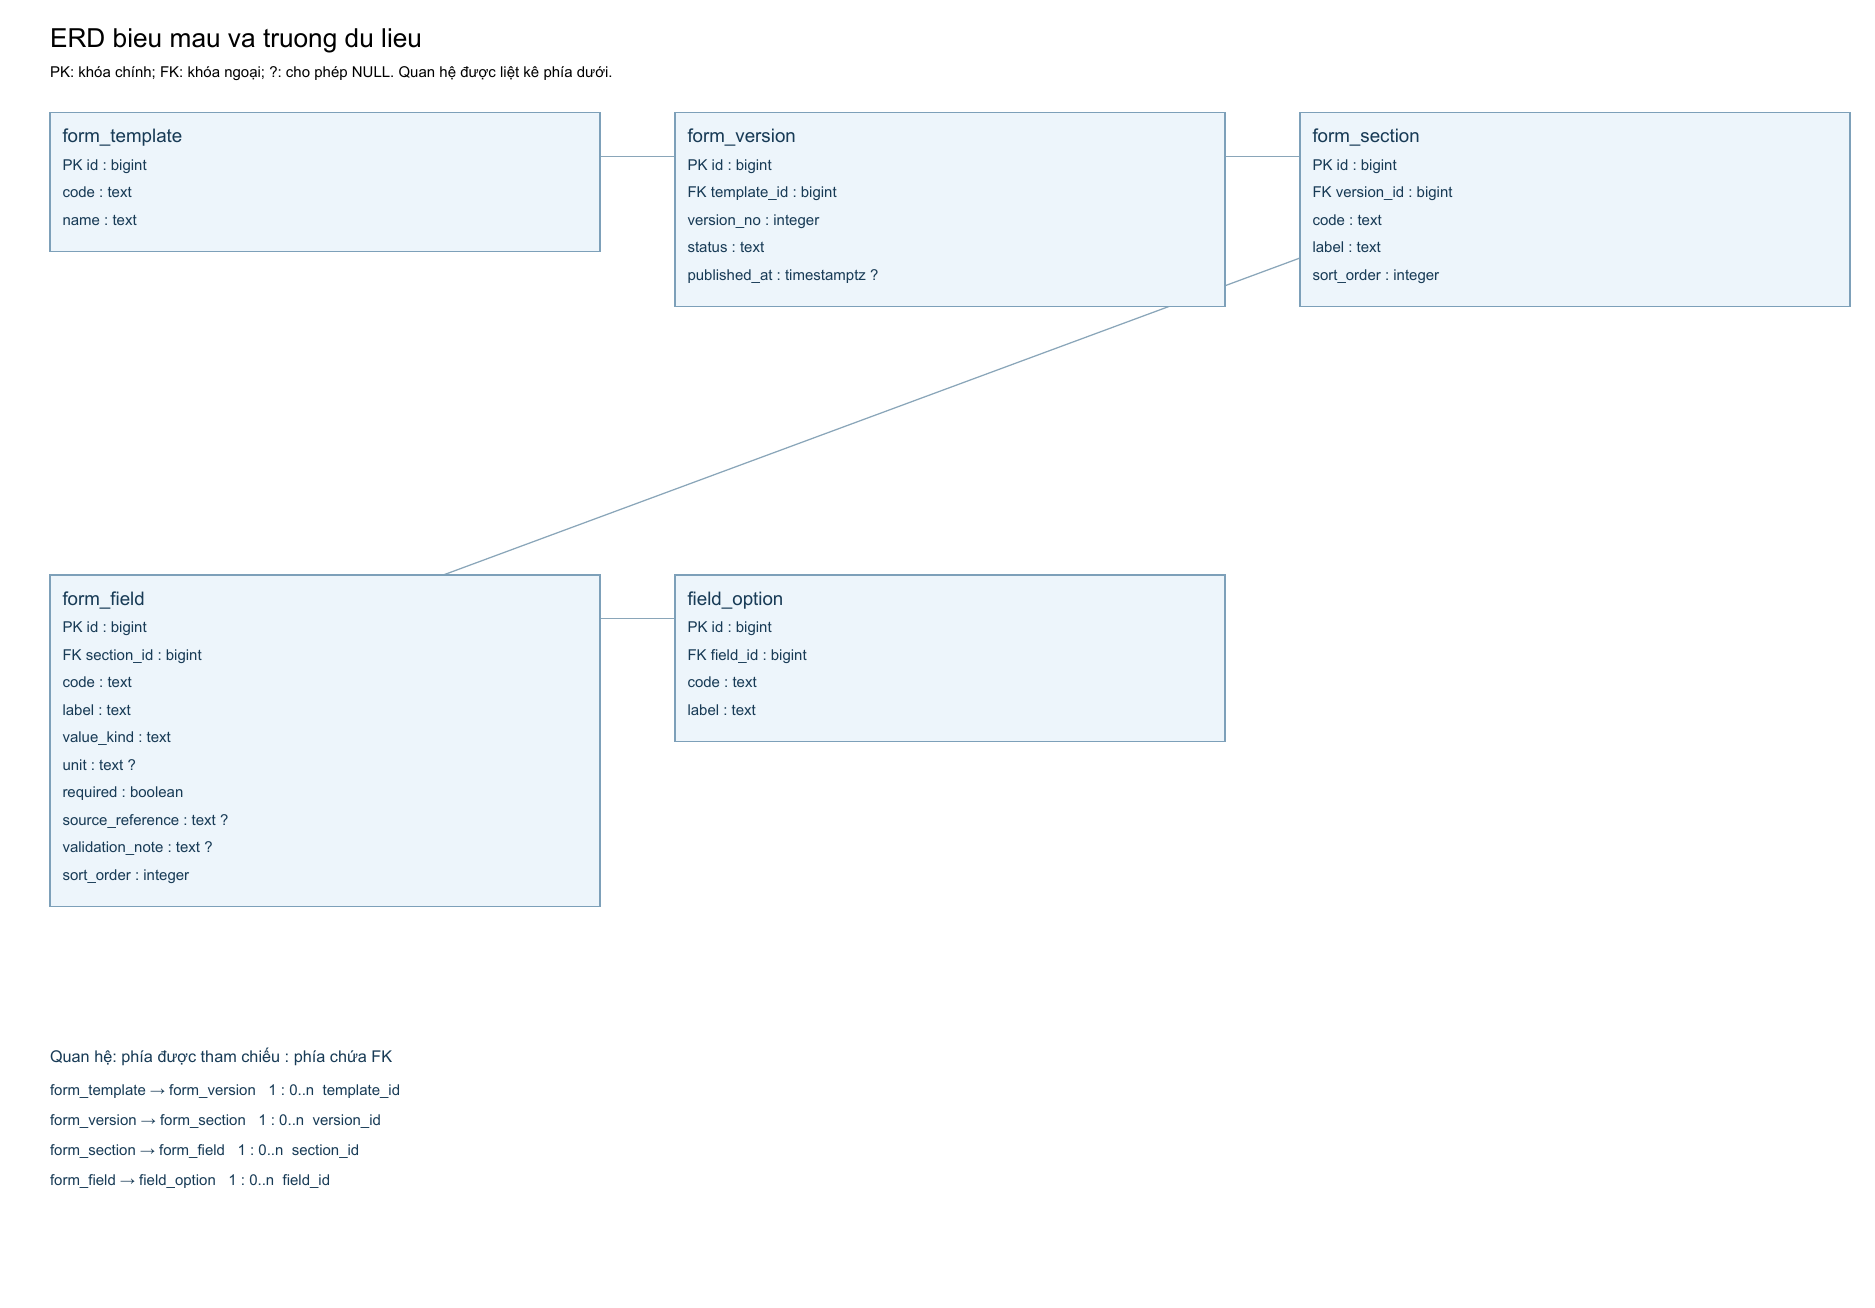 ERD bieu mau va truong du lieu
PK: khóa chính; FK: khóa ngoại; ?: cho phép NULL. Quan hệ được liệt kê phía dưới.
form_template
PK id : bigint
code : text
name : text
form_version
PK id : bigint
FK template_id : bigint
version_no : integer
status : text
published_at : timestamptz ?
form_section
PK id : bigint
FK version_id : bigint
code : text
label : text
sort_order : integer
form_field
PK id : bigint
FK section_id : bigint
code : text
label : text
value_kind : text
unit : text ?
required : boolean
source_reference : text ?
validation_note : text ?
sort_order : integer
field_option
PK id : bigint
FK field_id : bigint
code : text
label : text
Quan hệ: phía được tham chiếu : phía chứa FK
form_template → form_version 1 : 0..n template_id
form_version → form_section 1 : 0..n version_id
form_section → form_field 1 : 0..n section_id
form_field → field_option 1 : 0..n field_id